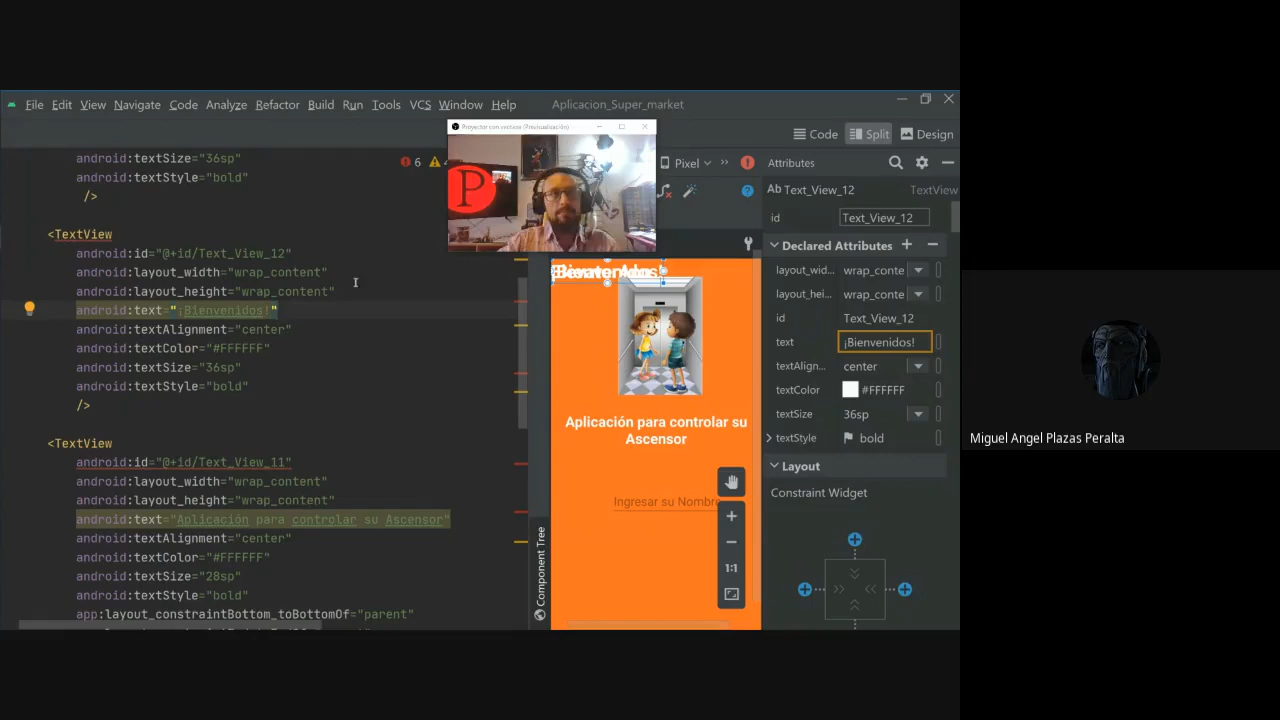 File Edit View Navigate Code Analyze Refactor Build Run Tools VCS Window Help Aplicacion_Super_market
Proyector con ventana (Previsualización)
P
Code Split Design
android:textSize="36sp"
android:textStyle="bold"
/>
<TextView
android:id="@+id/Text_View_12"
android:layout_width="wrap_content"
android:layout_height="wrap_content"
android:text="¡Bienvenidos!"
android:textAlignment="center"
android:textColor="#FFFFFF"
android:textSize="36sp"
android:textStyle="bold"
/>
<TextView
android:id="@+id/Text_View_11"
android:layout_width="wrap_content"
android:layout_height="wrap_content"
android:text="Aplicación para controlar su Ascensor"
android:textAlignment="center"
android:textColor="#FFFFFF"
android:textSize="28sp"
android:textStyle="bold"
app:layout_constraintBottom_toBottomOf="parent"
6
Pixel
Aplicación para controlar su
Ascensor
Ingresar su Nombre
1:1
Component Tree
Attributes
Ab Text_View_12 TextView
id Text_View_12
Declared Attributes
layout_wid... wrap_conte
layout_hei... wrap_conte
id Text_View_12
text ¡Bienvenidos!
textAlign... center
textColor #FFFFFF
textSize 36sp
textStyle bold
Layout
Constraint Widget
Miguel Angel Plazas Peralta